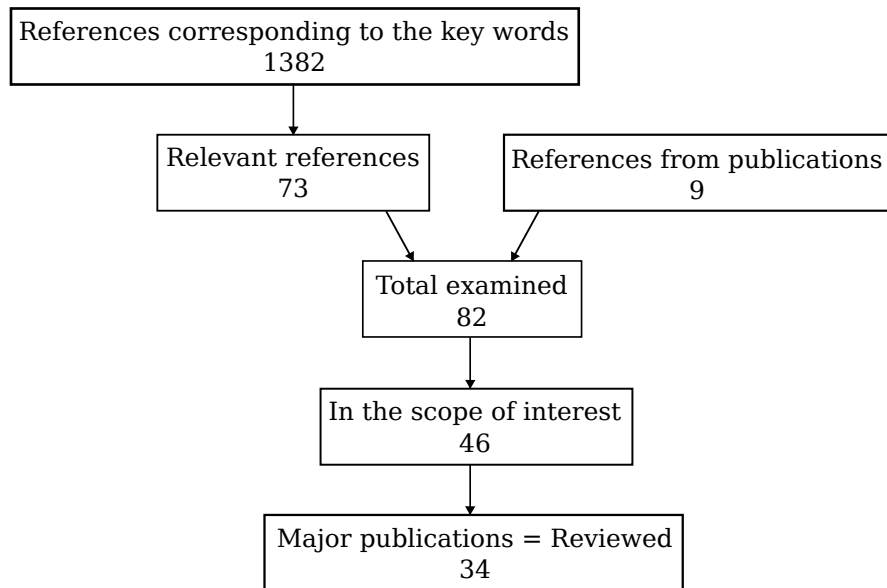 References corresponding to the key words
1382
Relevant references
73
References from publications
9
Total examined
82
In the scope of interest
46
Major publications = Reviewed
34